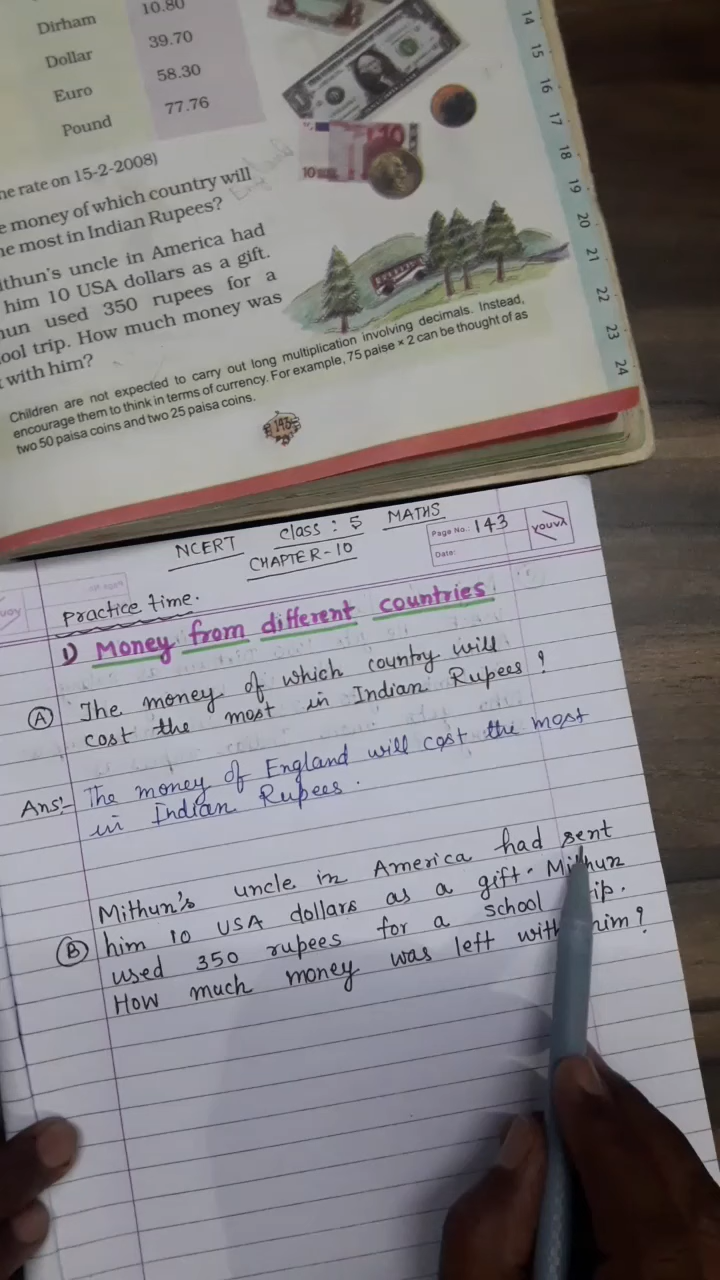 Dirham 10.80
Dollar 39.70
Euro 58.30
Pound 77.76
rate on 15-2-2008)
money of which country will
most in Indian Rupees?
England
uncle in America had
him 10 USA dollars as a gift.
used 350 rupees for a
trip. How much money was
with him?
Children are not expected to carry out long multiplication involving decimals. Instead,
encourage them to think in terms of currency. For example, 75 paise × 2 can be thought of as
two 50 paisa coins and two 25 paisa coins.
143
10
14
15
16
17
18
19
20
21
22
23
24
NCERT class : 5 MATHS
CHAPTER-10
Page No.: 143
Date:
youva
Practice time.
1) Money from different countries
(A) The money of which country will
cost the most in Indian Rupees?
Ans:- The money of England will cost the most
in Indian Rupees.
Mithun's uncle in America had sent
(B) him 10 USA dollars as a gift. Mithun
used 350 rupees for a school
How much money was left with him?